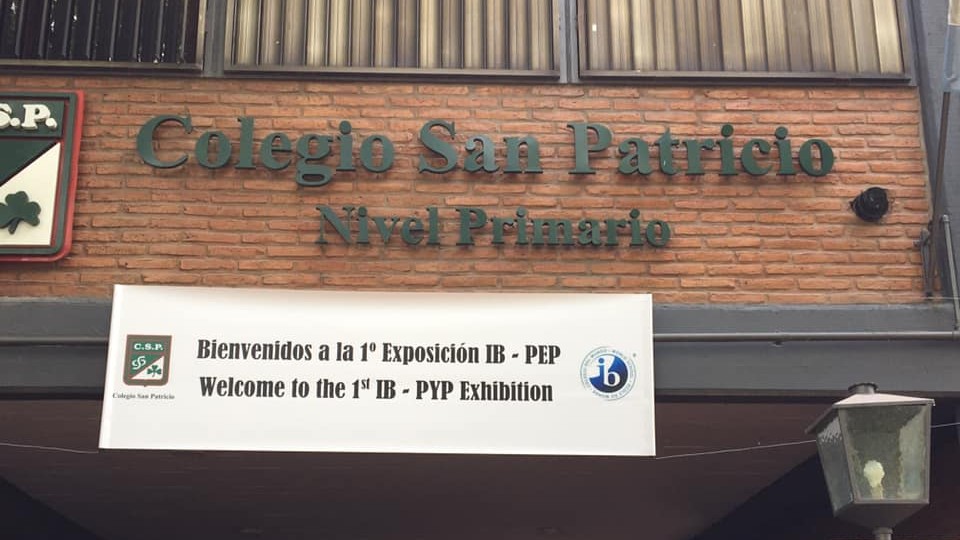 S.P.
Colegio San Patricio
Nivel Primario
C.S.P.
Colegio San Patricio
Bienvenidos a la 1º Exposición IB - PEP
Welcome to the 1st IB - PYP Exhibition
ib